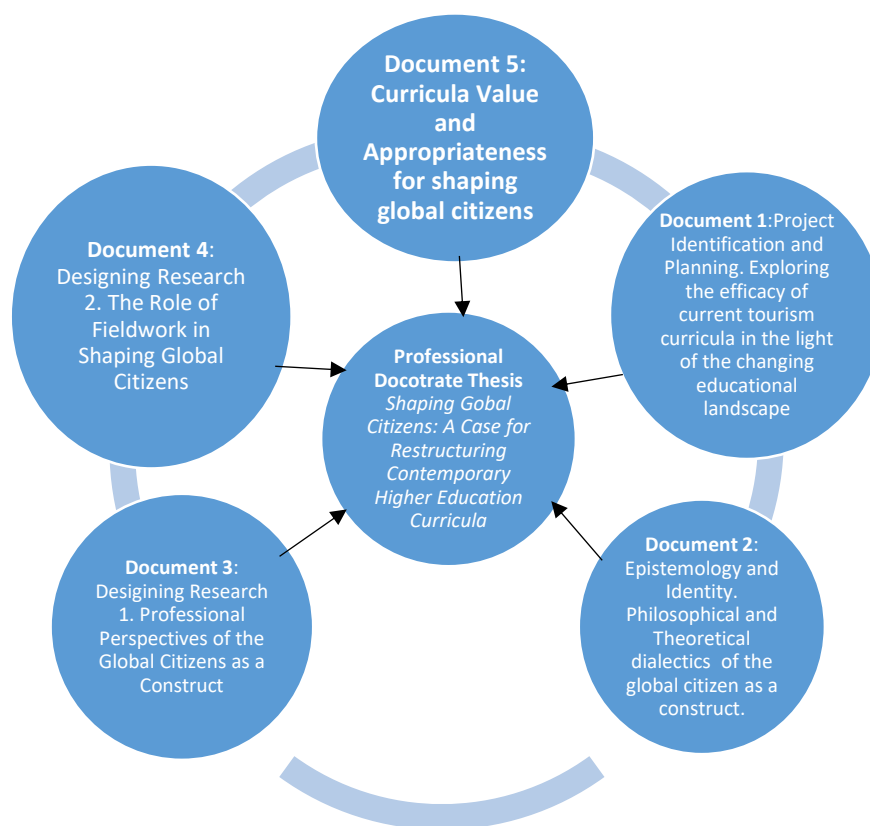 Document 5:
Curricula Value
and
Appropriateness
for shaping
global citizens
Document 1:Project
Identification and
Planning. Exploring
the efficacy of
current tourism
curricula in the light
of the changing
educational
landscape
Document 2:
Epistemology and
Identity.
Philosophical and
Theoretical
dialectics of the
global citizen as a
construct.
Document 3:
Desigining Research
1. Professional
Perspectives of the
Global Citizens as a
Construct
Document 4:
Designing Research
2. The Role of
Fieldwork in
Shaping Global
Citizens
Professional
Docotrate Thesis
Shaping Gobal
Citizens: A Case for
Restructuring
Contemporary
Higher Education
Curricula